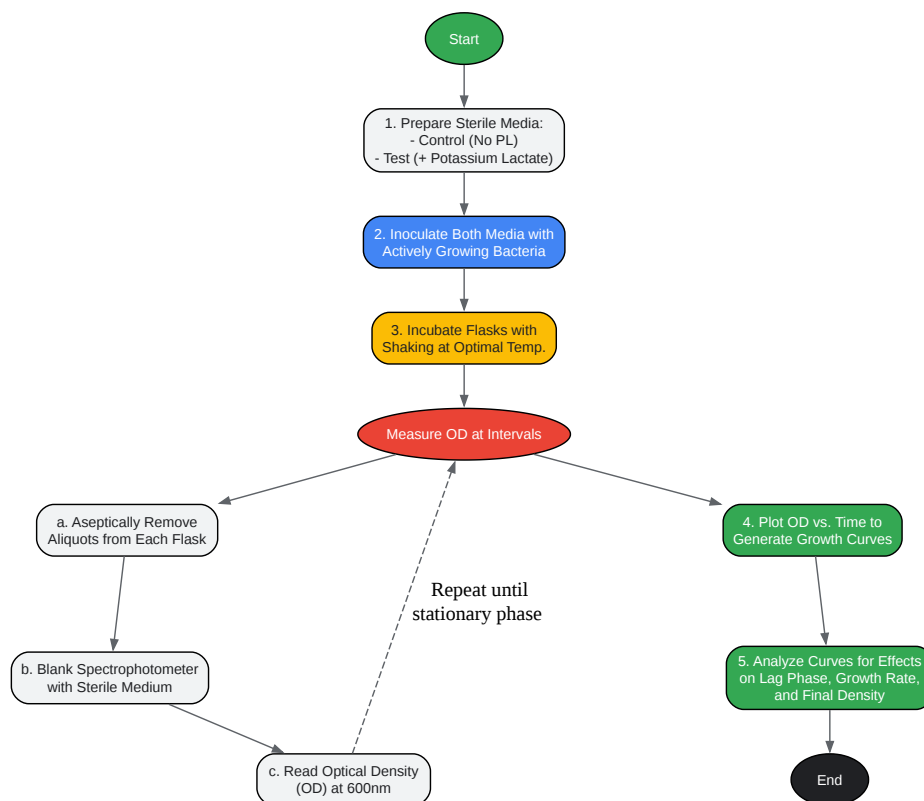 Start
1. Prepare Sterile Media:
- Control (No PL)
- Test (+ Potassium Lactate)
2. Inoculate Both Media with
Actively Growing Bacteria
3. Incubate Flasks with
Shaking at Optimal Temp.
Measure OD at Intervals
a. Aseptically Remove
Aliquots from Each Flask
b. Blank Spectrophotometer
with Sterile Medium
c. Read Optical Density
(OD) at 600nm
Repeat until
stationary phase
4. Plot OD vs. Time to
Generate Growth Curves
5. Analyze Curves for Effects
on Lag Phase, Growth Rate,
and Final Density
End